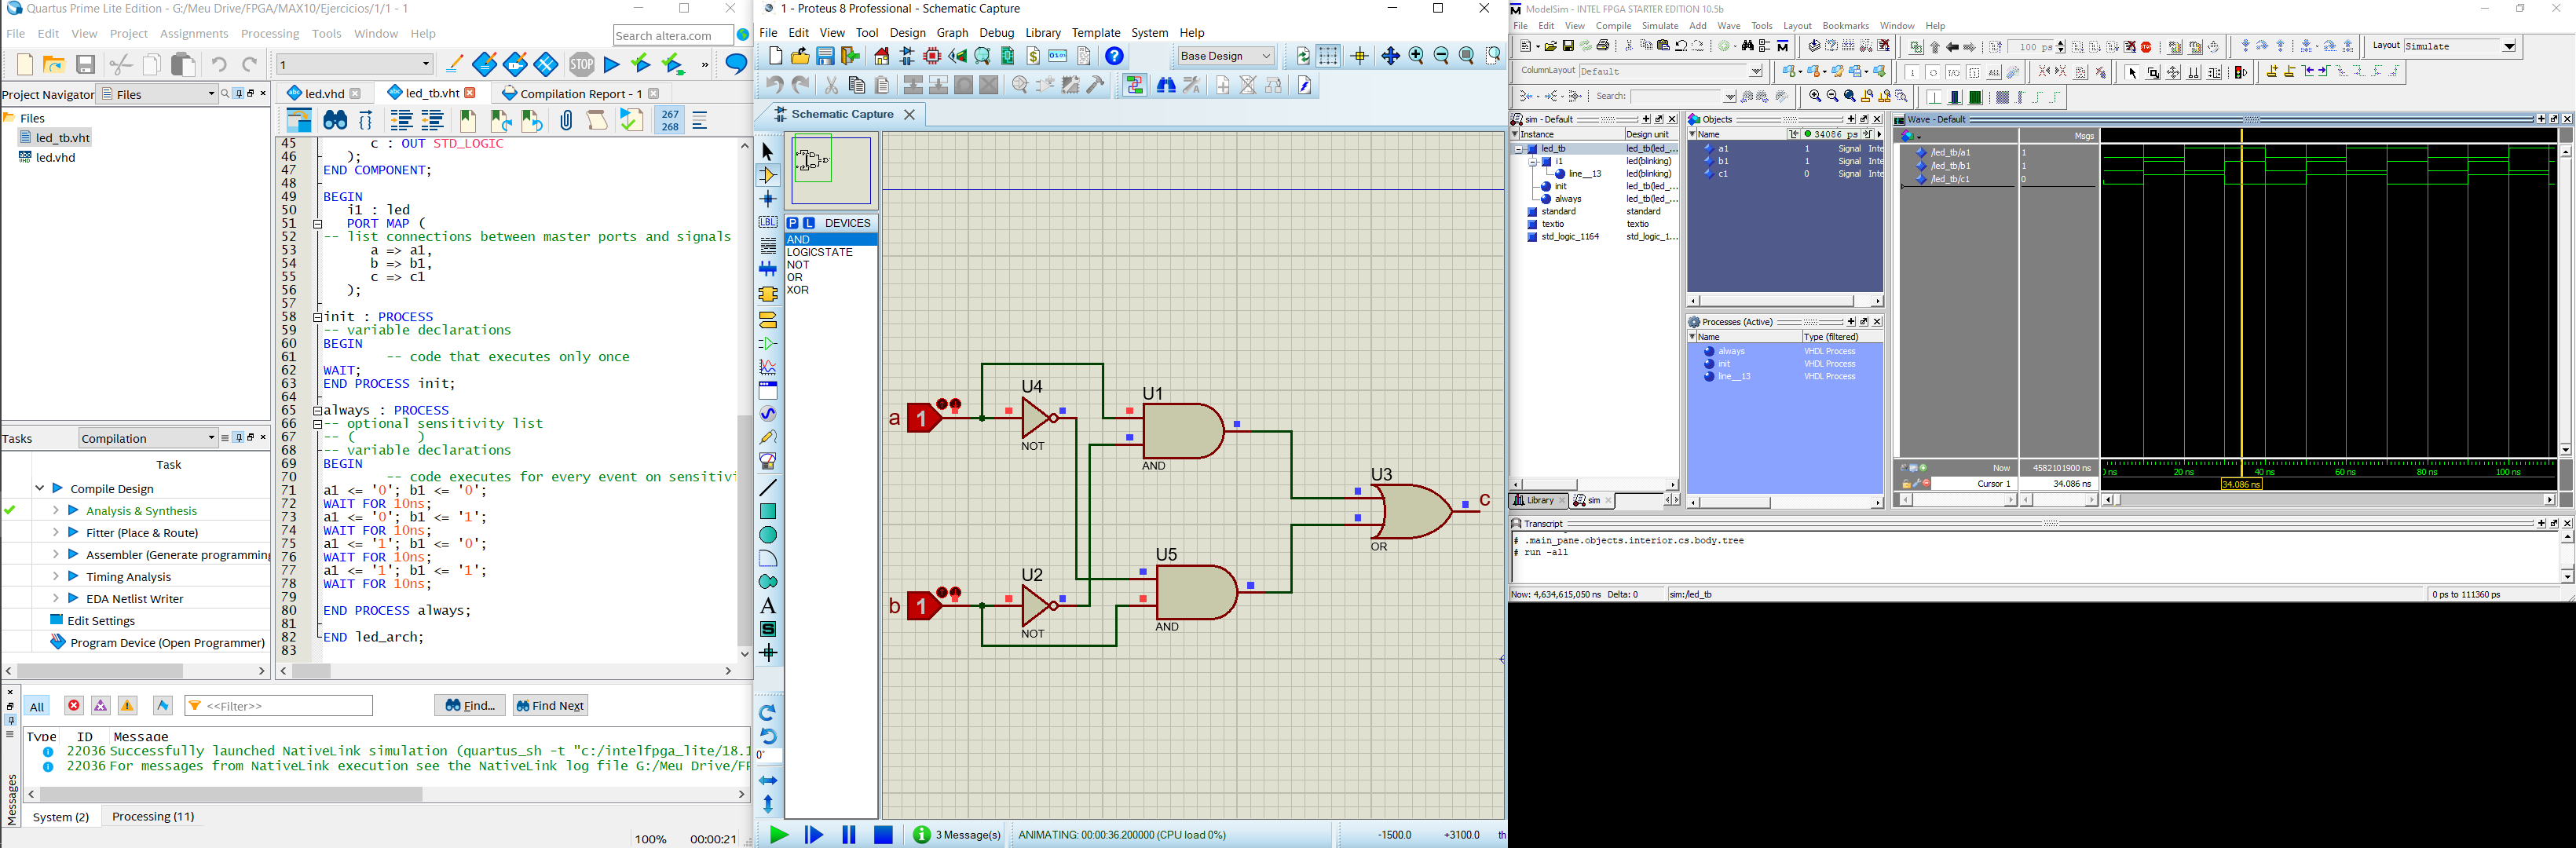 Quartus Prime Lite Edition - G:/Meu Drive/FPGA/MAX10/Ejercicios/1/1 - 1
File Edit View Project Assignments Processing Tools Window Help
Search altera.com
1
Project Navigator Files
Files
led_tb.vht
led.vhd
Tasks Compilation
Task
Compile Design
Analysis & Synthesis
Fitter (Place & Route)
Assembler (Generate programming
Timing Analysis
EDA Netlist Writer
Edit Settings
Program Device (Open Programmer)
led.vhd led_tb.vht Compilation Report - 1
267
268
45 c : OUT STD_LOGIC
46 );
47 END COMPONENT;
48
49 BEGIN
50 i1 : led
51 PORT MAP (
52 -- list connections between master ports and signals
53 a => a1,
54 b => b1,
55 c => c1
56 );
57
58 init : PROCESS
59 -- variable declarations
60 BEGIN
61 -- code that executes only once
62 WAIT;
63 END PROCESS init;
64
65 always : PROCESS
66 -- optional sensitivity list
67 -- ( )
68 -- variable declarations
69 BEGIN
70 -- code executes for every event on sensitivi
71 a1 <= '0'; b1 <= '0';
72 WAIT FOR 10ns;
73 a1 <= '0'; b1 <= '1';
74 WAIT FOR 10ns;
75 a1 <= '1'; b1 <= '0';
76 WAIT FOR 10ns;
77 a1 <= '1'; b1 <= '1';
78 WAIT FOR 10ns;
79
80 END PROCESS always;
81
82 END led_arch;
83
All <<Filter>> Find... Find Next
Type ID Message
22036 Successfully launched NativeLink simulation (quartus_sh -t "c:/intelfpga_lite/18.1
22036 For messages from NativeLink execution see the NativeLink log file G:/Meu Drive/FP
Messages
System (2) Processing (11)
100% 00:00:21
1 - Proteus 8 Professional - Schematic Capture
File Edit View Tool Design Graph Debug Library Template System Help
Base Design
Schematic Capture
P L DEVICES
AND
LOGICSTATE
NOT
OR
XOR
LBL
A
S
0°
a 1
U4
NOT
U1
AND
b 1
U2
NOT
U5
AND
U3
OR
c
3 Message(s) ANIMATING: 00:00:36.200000 (CPU load 0%) -1500.0 +3100.0 th
ModelSim - INTEL FPGA STARTER EDITION 10.5b
File Edit View Compile Simulate Add Wave Tools Layout Bookmarks Window Help
100 ps
Layout Simulate
ColumnLayout Default
ALL
Search:
sim - Default
Instance Design unit
led_tb led_tb(led_...
i1 led(blinking)
line__13 led(blinking)
init led_tb(led_...
always led_tb(led_...
standard standard
textio textio
std_logic_1164 std_logic_1...
Library sim
Objects
Name 34086 ps
a1 1 Signal Inte
b1 1 Signal Inte
c1 0 Signal Inte
Processes (Active)
Name Type (filtered)
always VHDL Process
init VHDL Process
line__13 VHDL Process
Wave - Default
Msgs
/led_tb/a1 1
/led_tb/b1 1
/led_tb/c1 0
Now 4582101900 ns
Cursor 1 34.086 ns
ns 20 ns 40 ns 60 ns 80 ns 100 ns
34.086 ns
Transcript
# .main_pane.objects.interior.cs.body.tree
# run -all
Now: 4,634,615,050 ns Delta: 0 sim:/led_tb 0 ps to 111360 ps